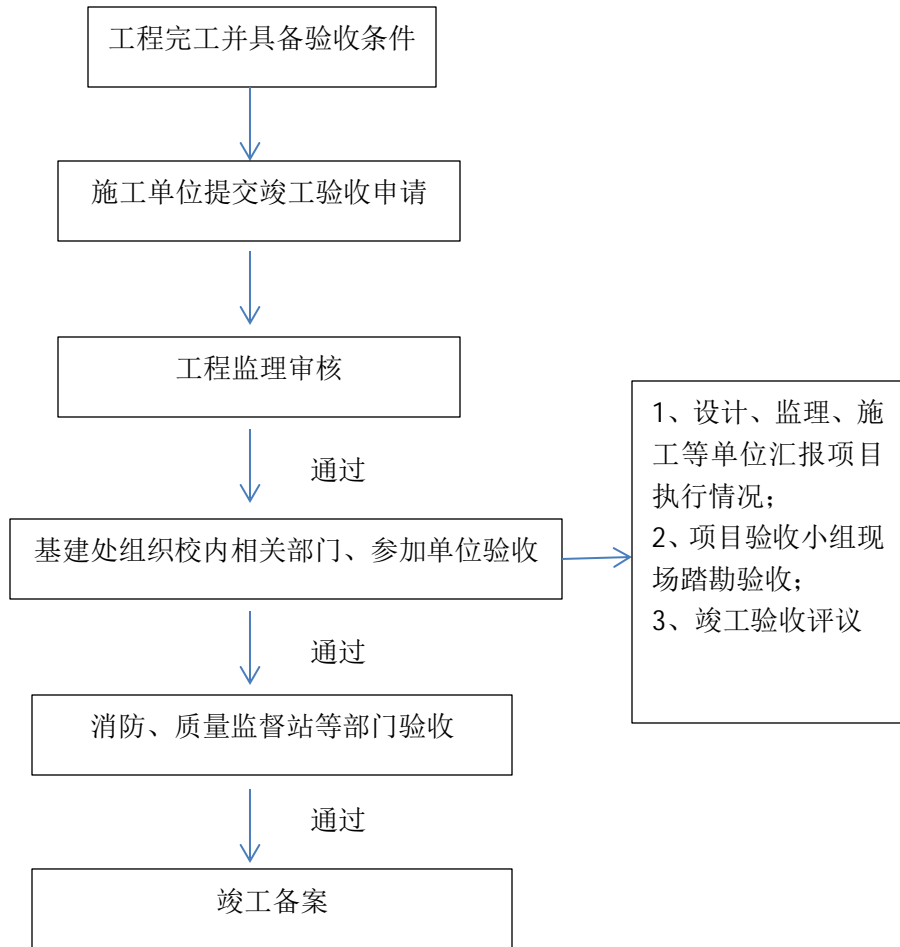 工程完工并具备验收条件
施工单位提交竣工验收申请
工程监理审核
通过
基建处组织校内相关部门、参加单位验收
1、设计、监理、施
工等单位汇报项目
执行情况；
2、项目验收小组现
场踏勘验收；
3、竣工验收评议
通过
消防、质量监督站等部门验收
通过
竣工备案